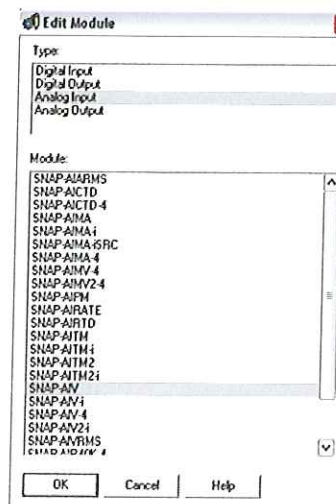 Edit Module
Type:
Digital Input
Digital Output
Analog Input
Analog Output
Module:
SNAP-AIARMS
SNAP-AICTD
SNAP-AICTD-4
SNAP-AIMA
SNAP-AIMA-i
SNAP-AIMA-iSRC
SNAP-AIMA-4
SNAP-AIMV-4
SNAP-AIMV2-4
SNAP-AIPM
SNAP-AIRATE
SNAP-AIRTD
SNAP-AITM
SNAP-AITM-i
SNAP-AITM2
SNAP-AITM2-i
SNAP-AIV
SNAP-AIV-i
SNAP-AIV-4
SNAP-AIV2-i
SNAP-AIVRMS
OK Cancel Help